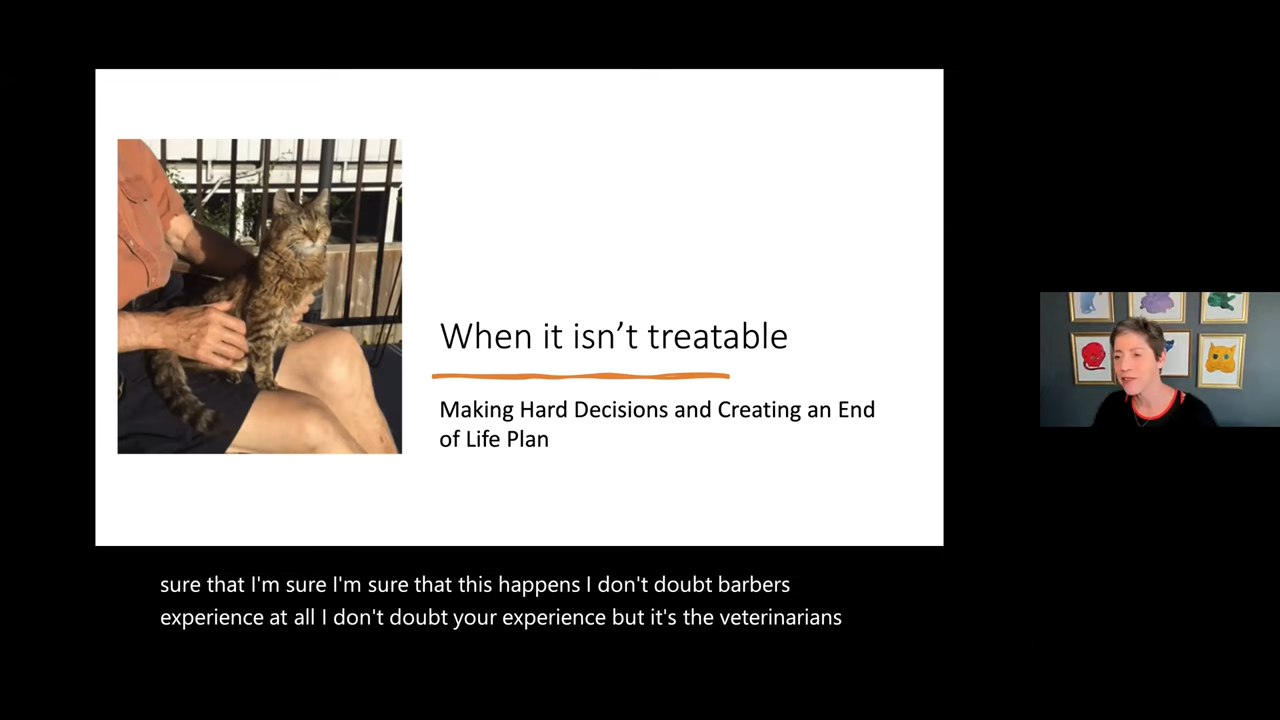 When it isn’t treatable
Making Hard Decisions and Creating an End
of Life Plan
sure that I'm sure I'm sure that this happens I don't doubt barbers
experience at all I don't doubt your experience but it's the veterinarians